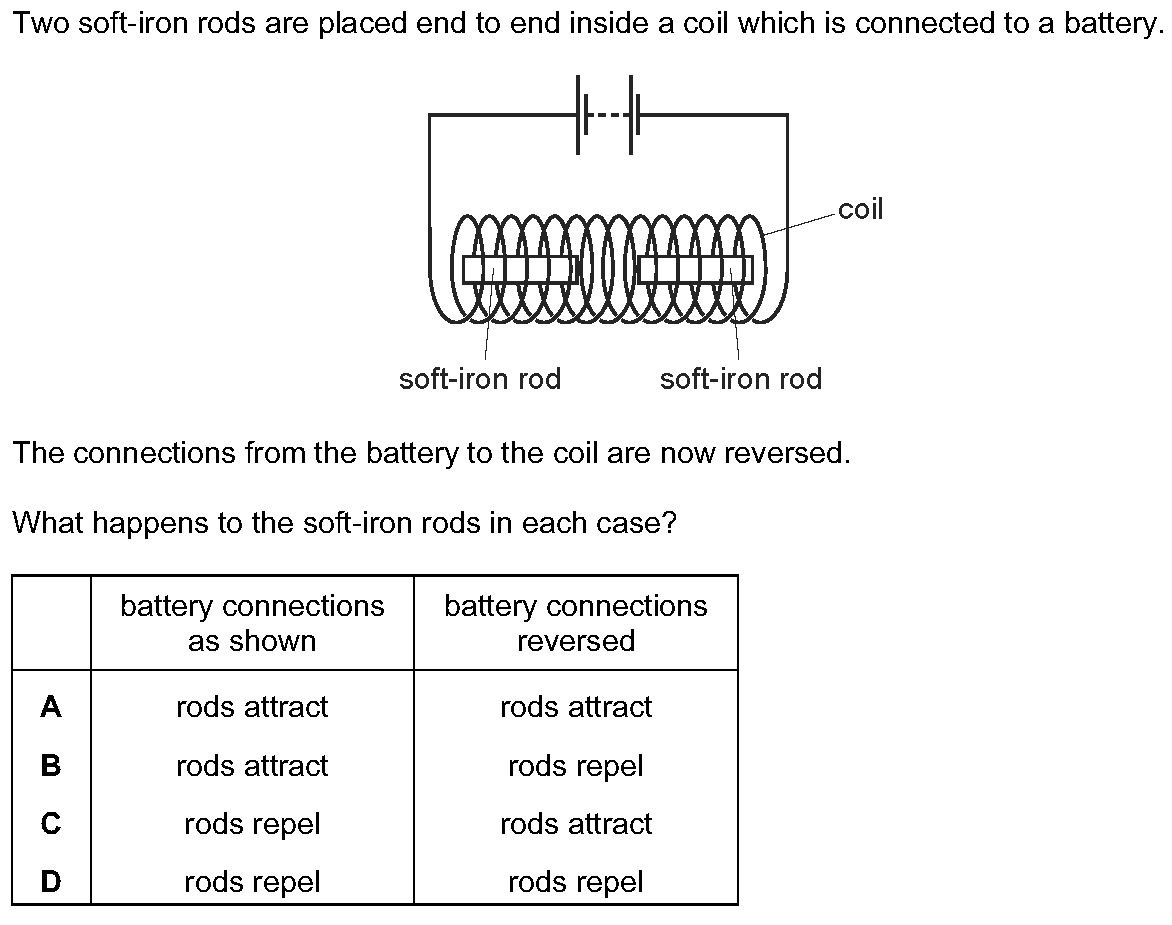 Two soft-iron rods are placed end to end inside a coil which is connected to a battery.
coil
soft-iron rod
soft-iron rod
The connections from the battery to the coil are now reversed.
What happens to the soft-iron rods in each case?
battery connections
as shown
battery connections
reversed
A rods attract rods attract
B rods attract rods repel
C rods repel rods attract
D rods repel rods repel